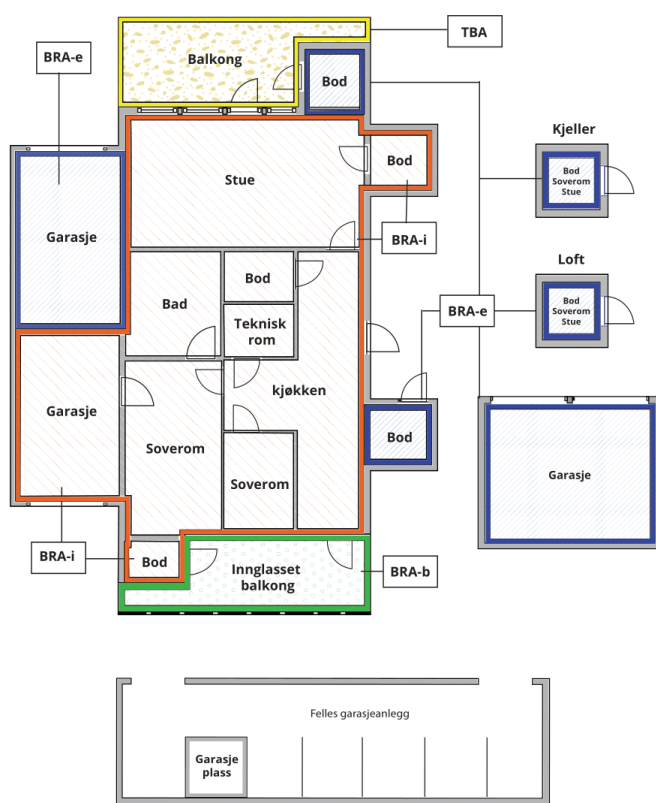 TBA
BRA-e
Balkong
Bod
Kjeller
Stue
Bod
Bod
Soverom
Stue
Garasje
BRA-i
Loft
Bad
Bod
BRA-e
Bod
Soverom
Stue
Teknisk
rom
Garasje
kjøkken
Bod
Soverom
Garasje
Soverom
BRA-i
Bod
Innglasset
balkong
BRA-b
Felles garasjeanlegg
Garasje
plass